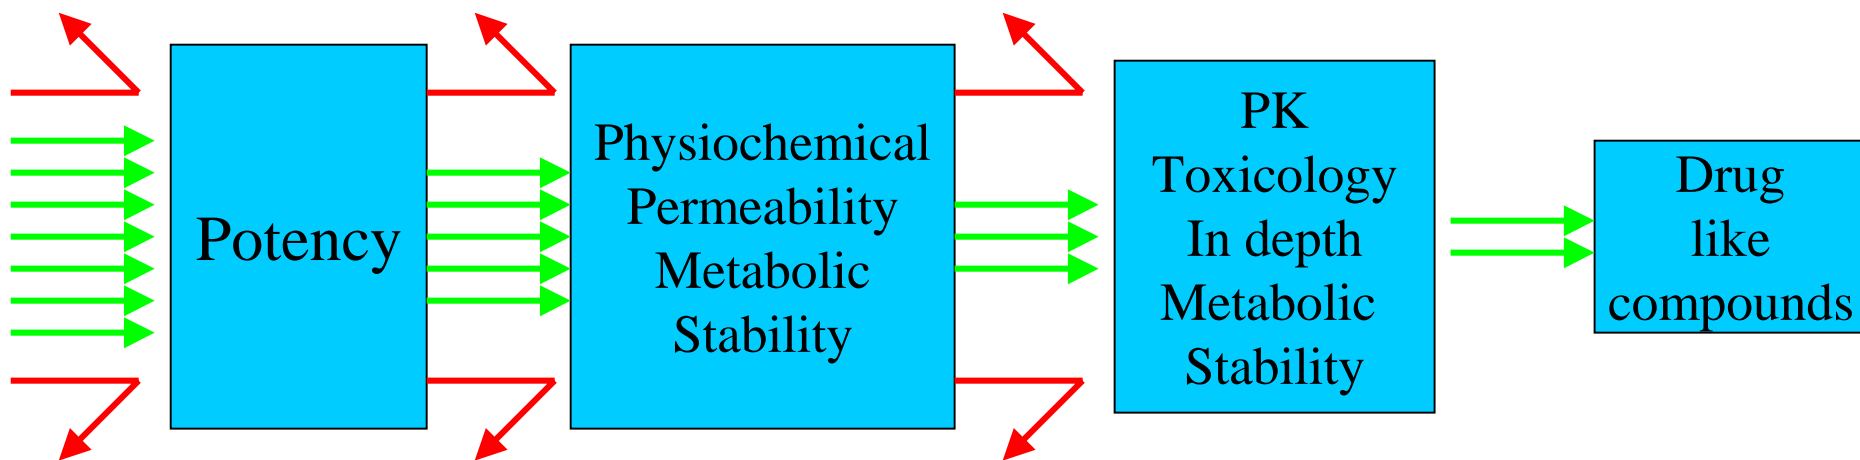 Potency
Physiochemical
Permeability
Metabolic
Stability
PK
Toxicology
In depth
Metabolic
Stability
Drug
like
compounds